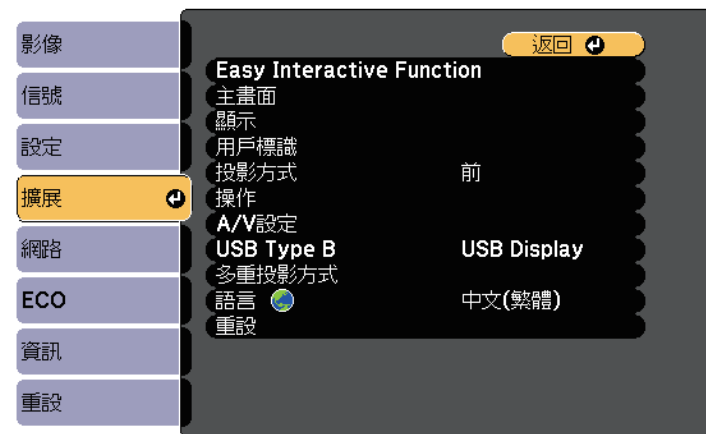 影像
信號
設定
擴展
網路
ECO
資訊
重設
返回
Easy Interactive Function
主畫面
顯示
用戶標識
投影方式 前
操作
A/V設定
USB Type B USB Display
多重投影方式
語言 中文(繁體)
重設